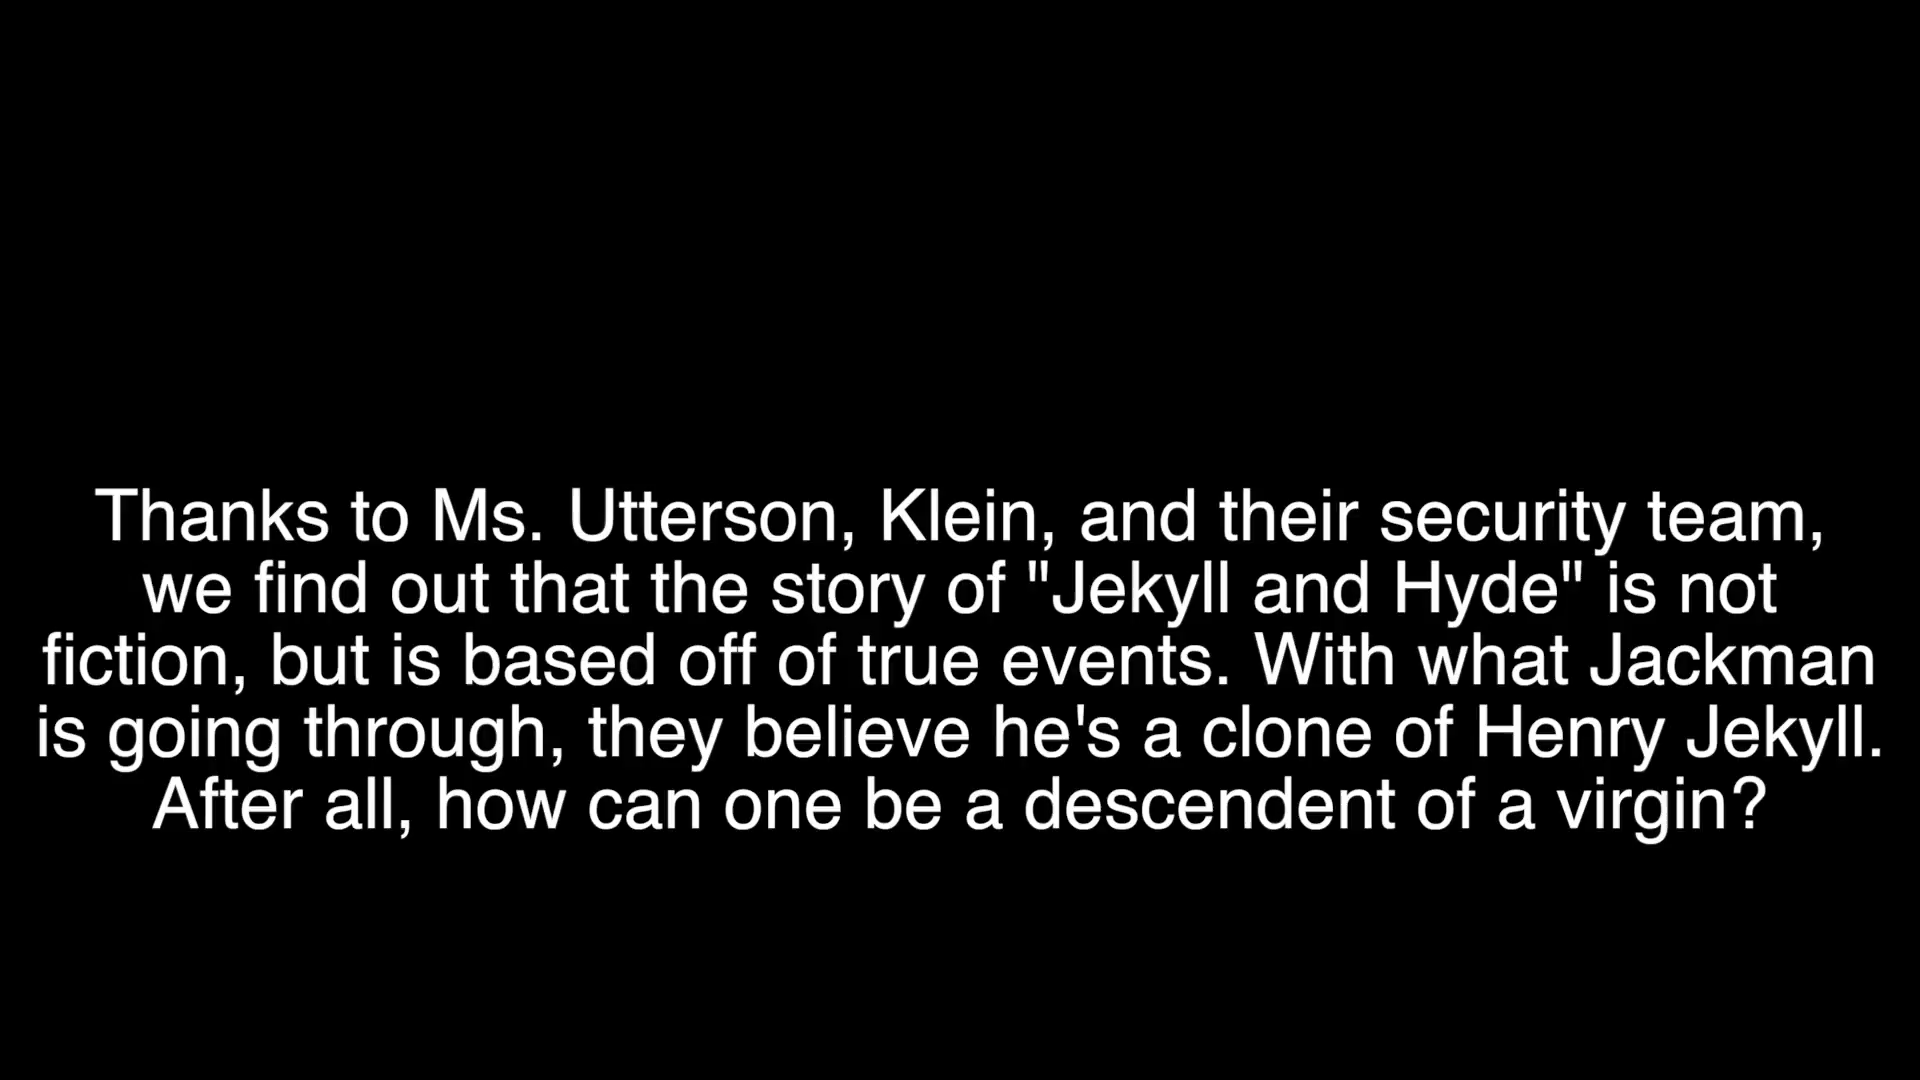 Thanks to Ms. Utterson, Klein, and their security team,
we find out that the story of "Jekyll and Hyde" is not
fiction, but is based off of true events. With what Jackman
is going through, they believe he's a clone of Henry Jekyll.
After all, how can one be a descendent of a virgin?